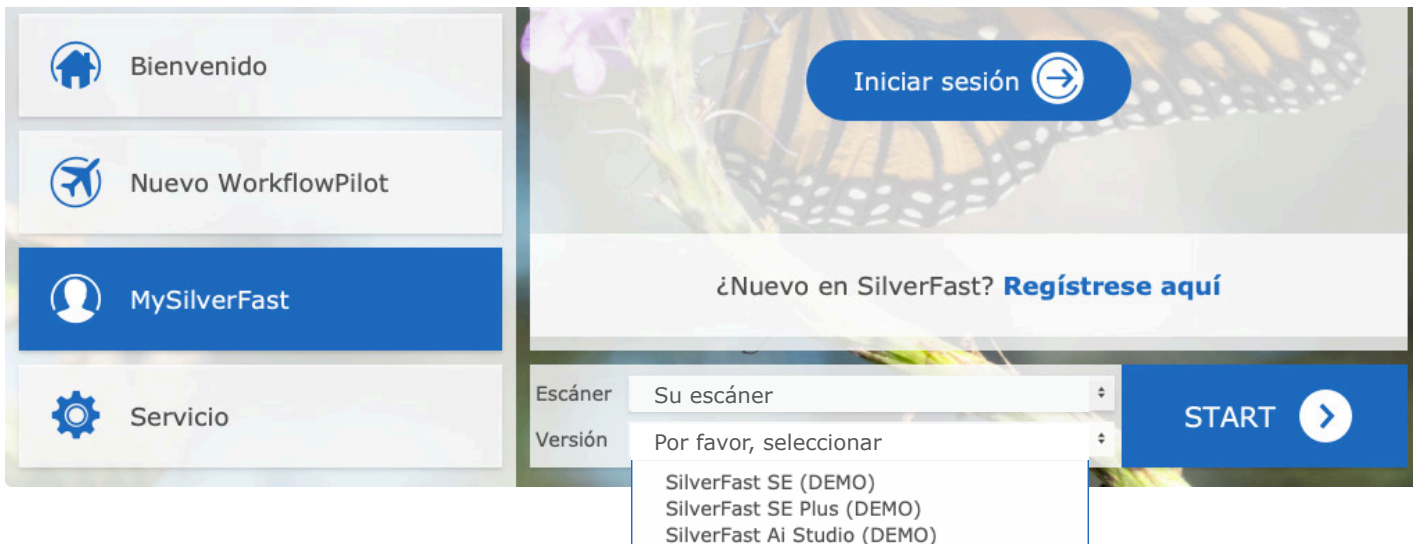 Bienvenido
Nuevo WorkflowPilot
MySilverFast
Servicio
Iniciar sesión
¿Nuevo en SilverFast? Regístrese aquí
Escáner Su escáner
Versión Por favor, seleccionar
START
SilverFast SE (DEMO)
SilverFast SE Plus (DEMO)
SilverFast Ai Studio (DEMO)